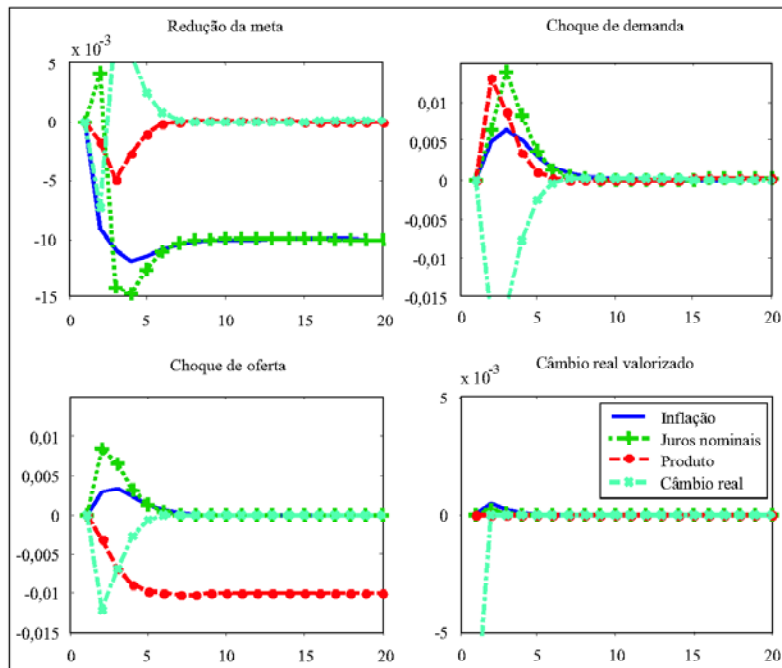 Redução da meta
x 10-3
5
0
-5
-10
-15
0 5 10 15 20
Choque de demanda
0,01
0,005
0
-0,005
-0,01
-0,015
0 5 10 15 20
Choque de oferta
0,01
0,005
0
-0,005
-0,01
-0,015
0 5 10 15 20
Câmbio real valorizado
x 10-3
5
0
-5
0 5 10 15 20
Inflação
Juros nominais
Produto
Câmbio real